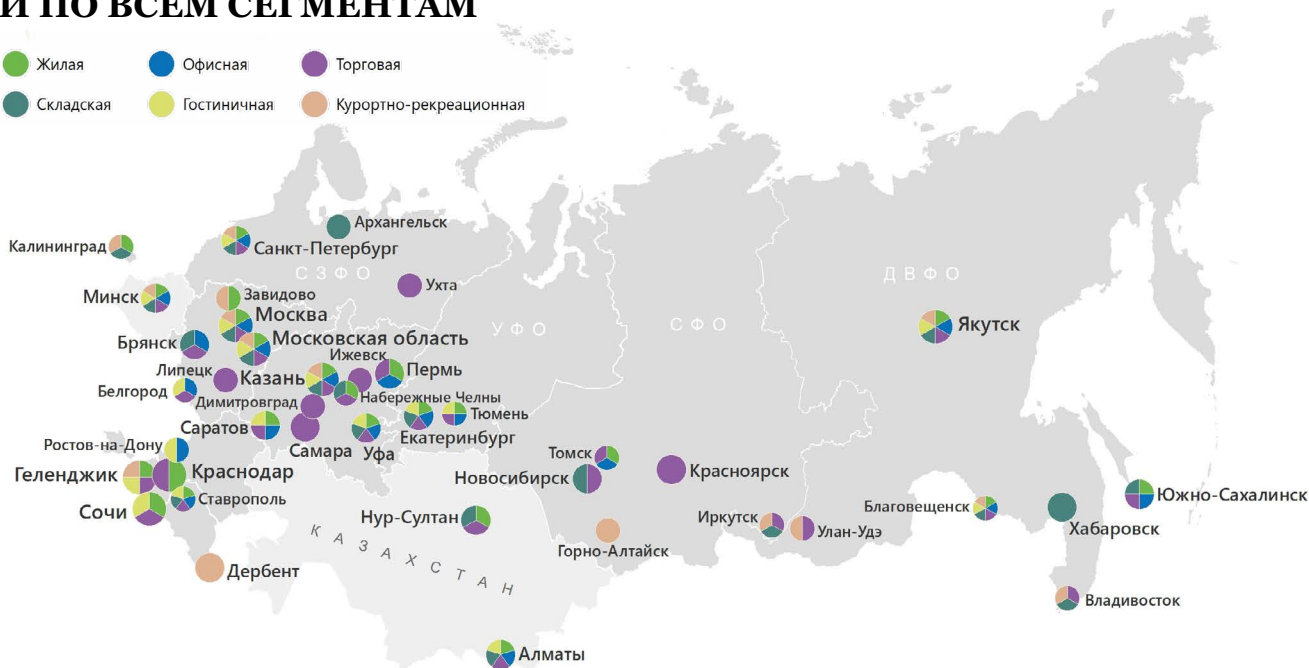 И ПО ВСЕМ СЕГМЕНТАМ
Жилая
Офисная
Торговая
Складская
Гостиничная
Курортно-рекреационная
Архангельск
Калининград
Санкт-Петербург
СЗФО
ДВФО
Ухта
Минск
Завидово
Москва
УФО
СФО
Якутск
Брянск
Московская область
Ижевск
Липецк
Казань
Пермь
Белгород
Димитровград
Набережные Челны
Тюмень
Саратов
Екатеринбург
Самара
Уфа
Ростов-на-Дону
Томск
Геленджик
Краснодар
Новосибирск
Красноярск
Ставрополь
Южно-Сахалинск
Сочи
Благовещенск
Нур-Султан
Иркутск
Улан-Удэ
Хабаровск
КАЗАХСТАН
Горно-Алтайск
Дербент
Владивосток
Алматы